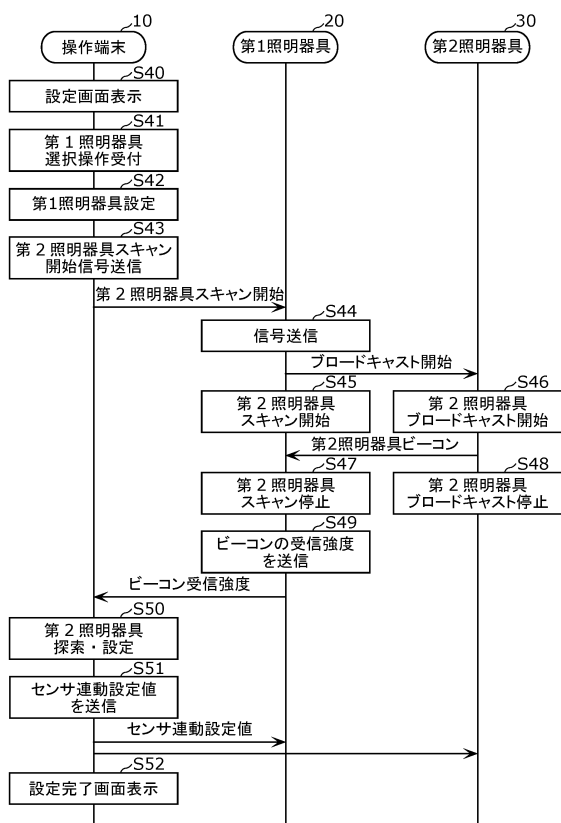 10
20
30
操作端末
第1照明器具
第2照明器具
S40
設定画面表示
S41
第1照明器具
選択操作受付
S42
第1照明器具設定
S43
第2照明器具スキャン
開始信号送信
第2照明器具スキャン開始
S44
信号送信
ブロードキャスト開始
S45
第2照明器具
スキャン開始
S46
第2照明器具
ブロードキャスト開始
第2照明器具ビーコン
S47
第2照明器具
スキャン停止
S48
第2照明器具
ブロードキャスト停止
S49
ビーコンの受信強度
を送信
ビーコン受信強度
S50
第2照明器具
探索・設定
S51
センサ連動設定値
を送信
センサ連動設定値
S52
設定完了画面表示